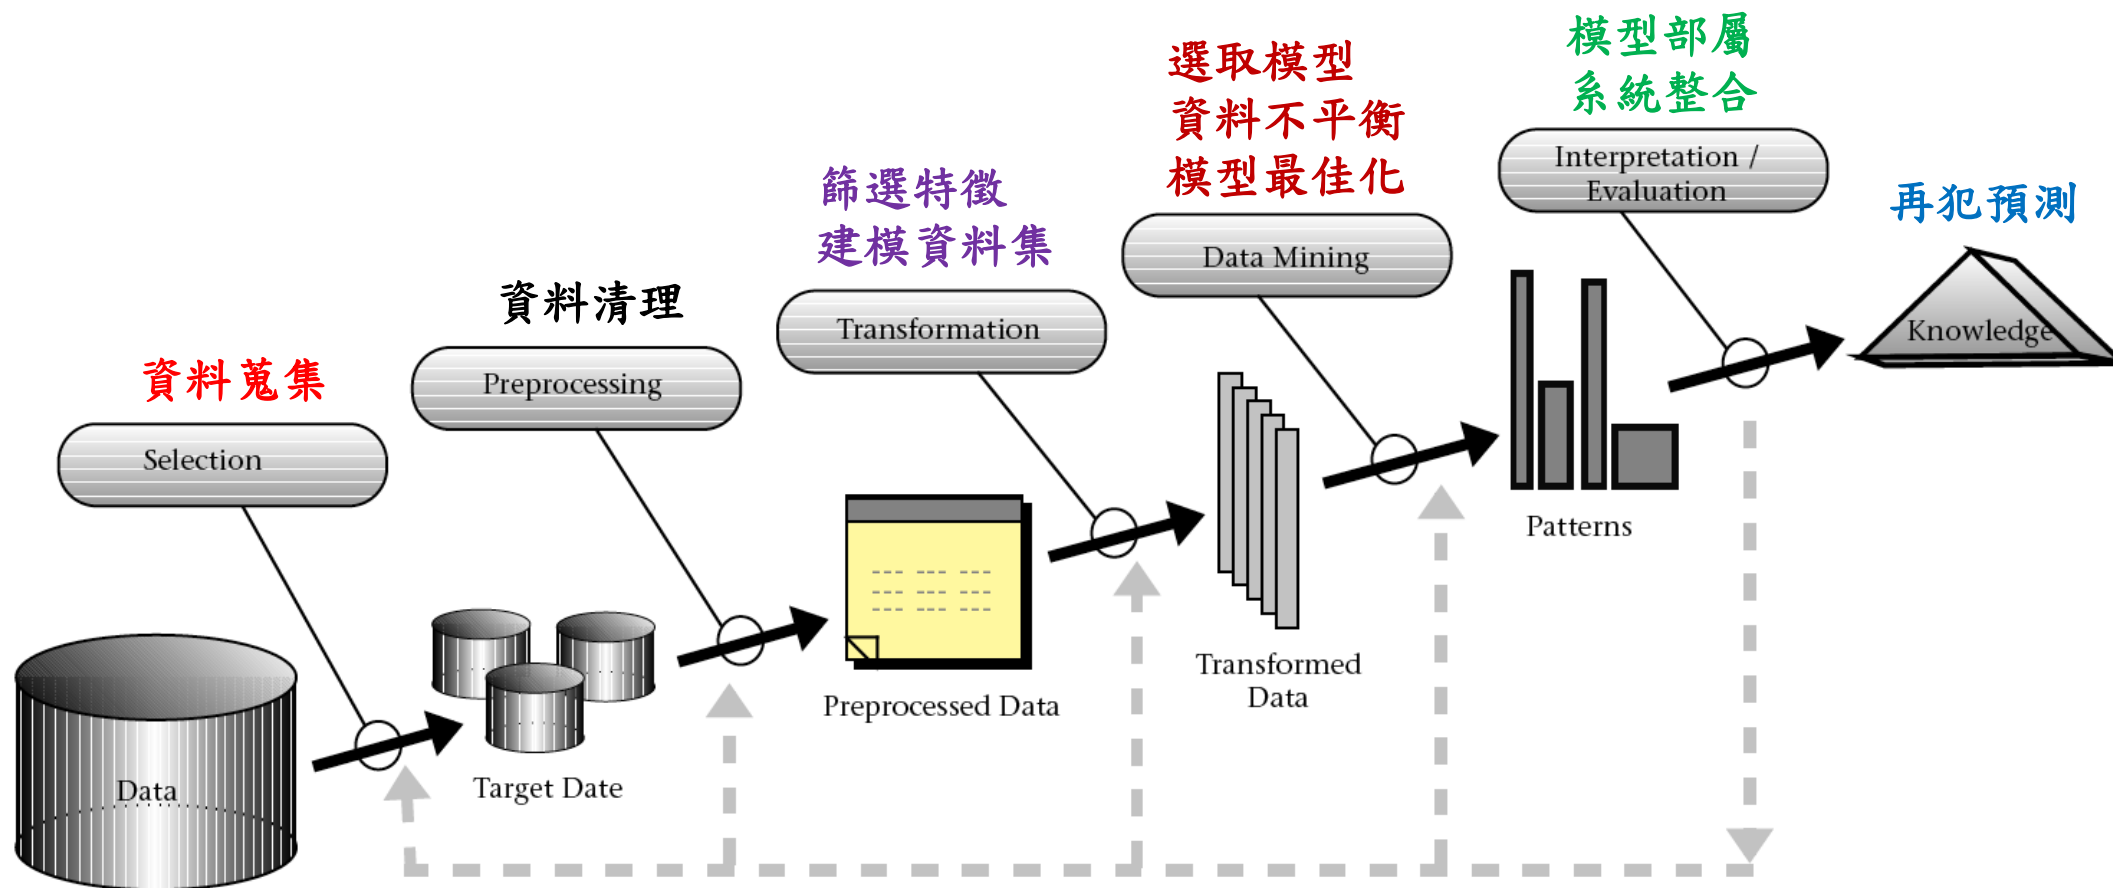 資料蒐集
Selection
Data
Target Date
資料清理
Preprocessing
Preprocessed Data
篩選特徵
建模資料集
Transformation
Transformed
Data
選取模型
資料不平衡
模型最佳化
Data Mining
Patterns
模型部屬
系統整合
Interpretation /
Evaluation
再犯預測
Knowledge